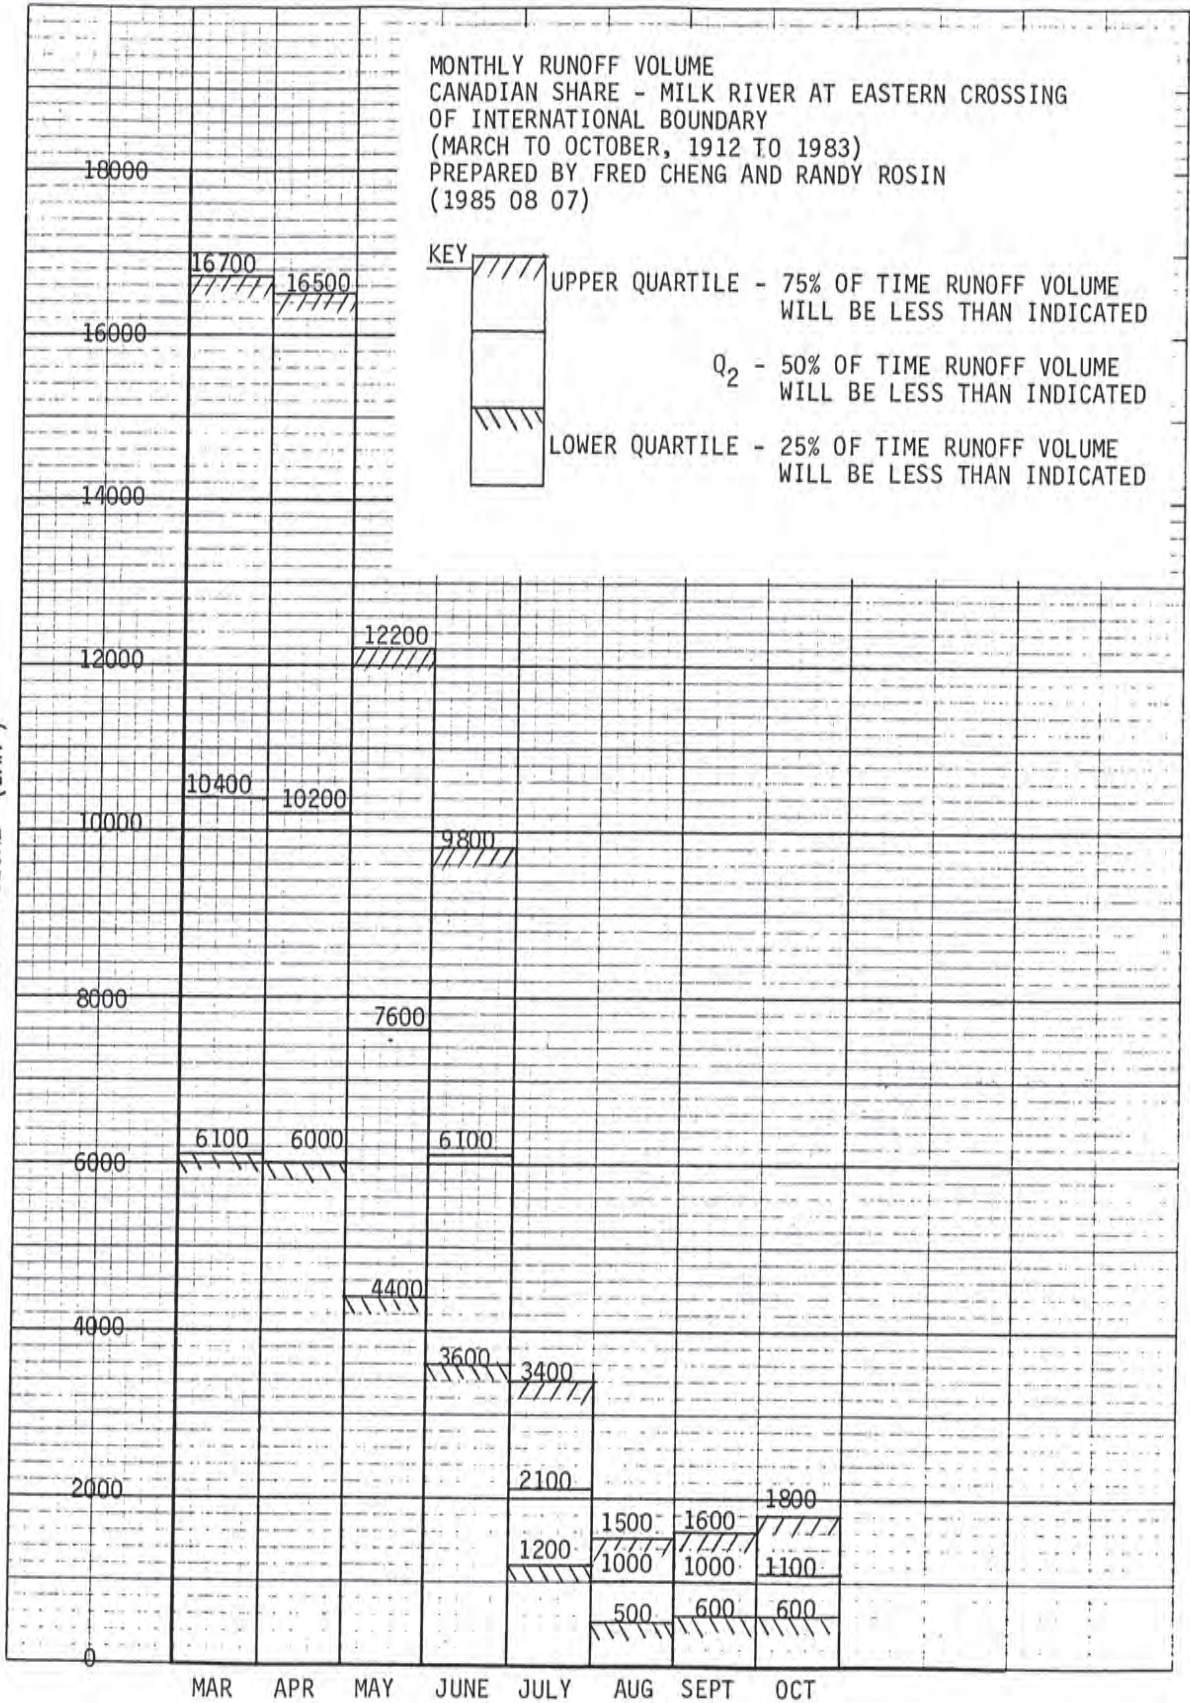 MONTHLY RUNOFF VOLUME
CANADIAN SHARE - MILK RIVER AT EASTERN CROSSING
OF INTERNATIONAL BOUNDARY
(MARCH TO OCTOBER, 1912 TO 1983)
PREPARED BY FRED CHENG AND RANDY ROSIN
(1985 08 07)
KEY
UPPER QUARTILE - 75% OF TIME RUNOFF VOLUME
WILL BE LESS THAN INDICATED
Q2 - 50% OF TIME RUNOFF VOLUME
WILL BE LESS THAN INDICATED
LOWER QUARTILE - 25% OF TIME RUNOFF VOLUME
WILL BE LESS THAN INDICATED
18000
16700
16500
16000
14000
12200
12000
10400
10200
10000
9800
8000
7600
6100 6000 6100
6000
4400
4000
3600 3400
2100
2000
1800
1500 1600
1200
1000 1000 1100
500 600 600
0
MAR APR MAY JUNE JULY AUG SEPT OCT